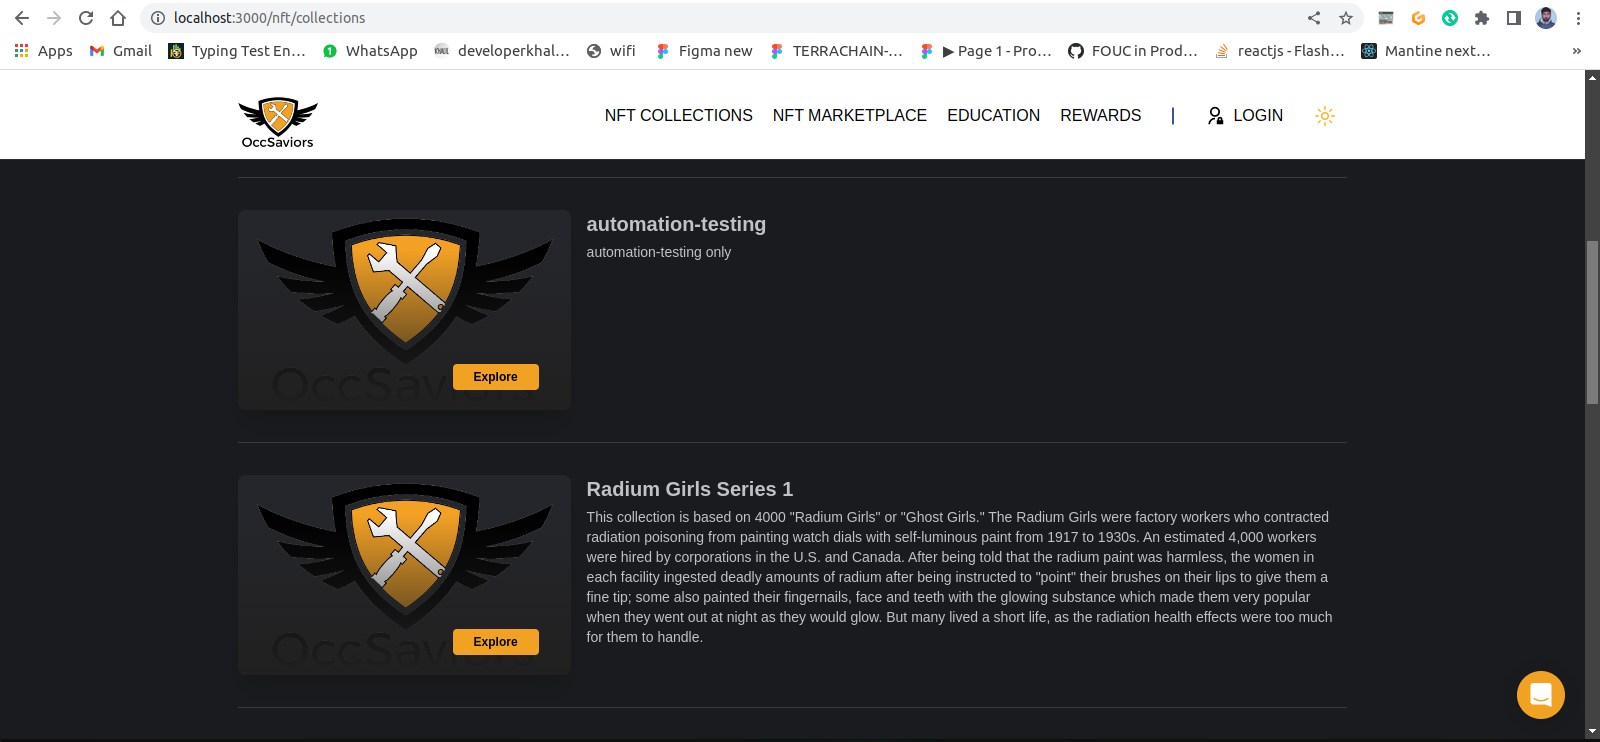 localhost:3000/nft/collections
Apps Gmail Typing Test En... WhatsApp developerkhal... wifi Figma new TERRACHAIN-... ▶ Page 1 - Pro... FOUC in Prod... reactjs - Flash... Mantine next... »
OccSaviors
NFT COLLECTIONS NFT MARKETPLACE EDUCATION REWARDS | LOGIN
automation-testing
automation-testing only
OccSaviors
Explore
Radium Girls Series 1
This collection is based on 4000 "Radium Girls" or "Ghost Girls." The Radium Girls were factory workers who contracted
radiation poisoning from painting watch dials with self-luminous paint from 1917 to 1930s. An estimated 4,000 workers
were hired by corporations in the U.S. and Canada. After being told that the radium paint was harmless, the women in
each facility ingested deadly amounts of radium after being instructed to "point" their brushes on their lips to give them a
fine tip; some also painted their fingernails, face and teeth with the glowing substance which made them very popular
when they went out at night as they would glow. But many lived a short life, as the radiation health effects were too much
for them to handle.
OccSaviors
Explore